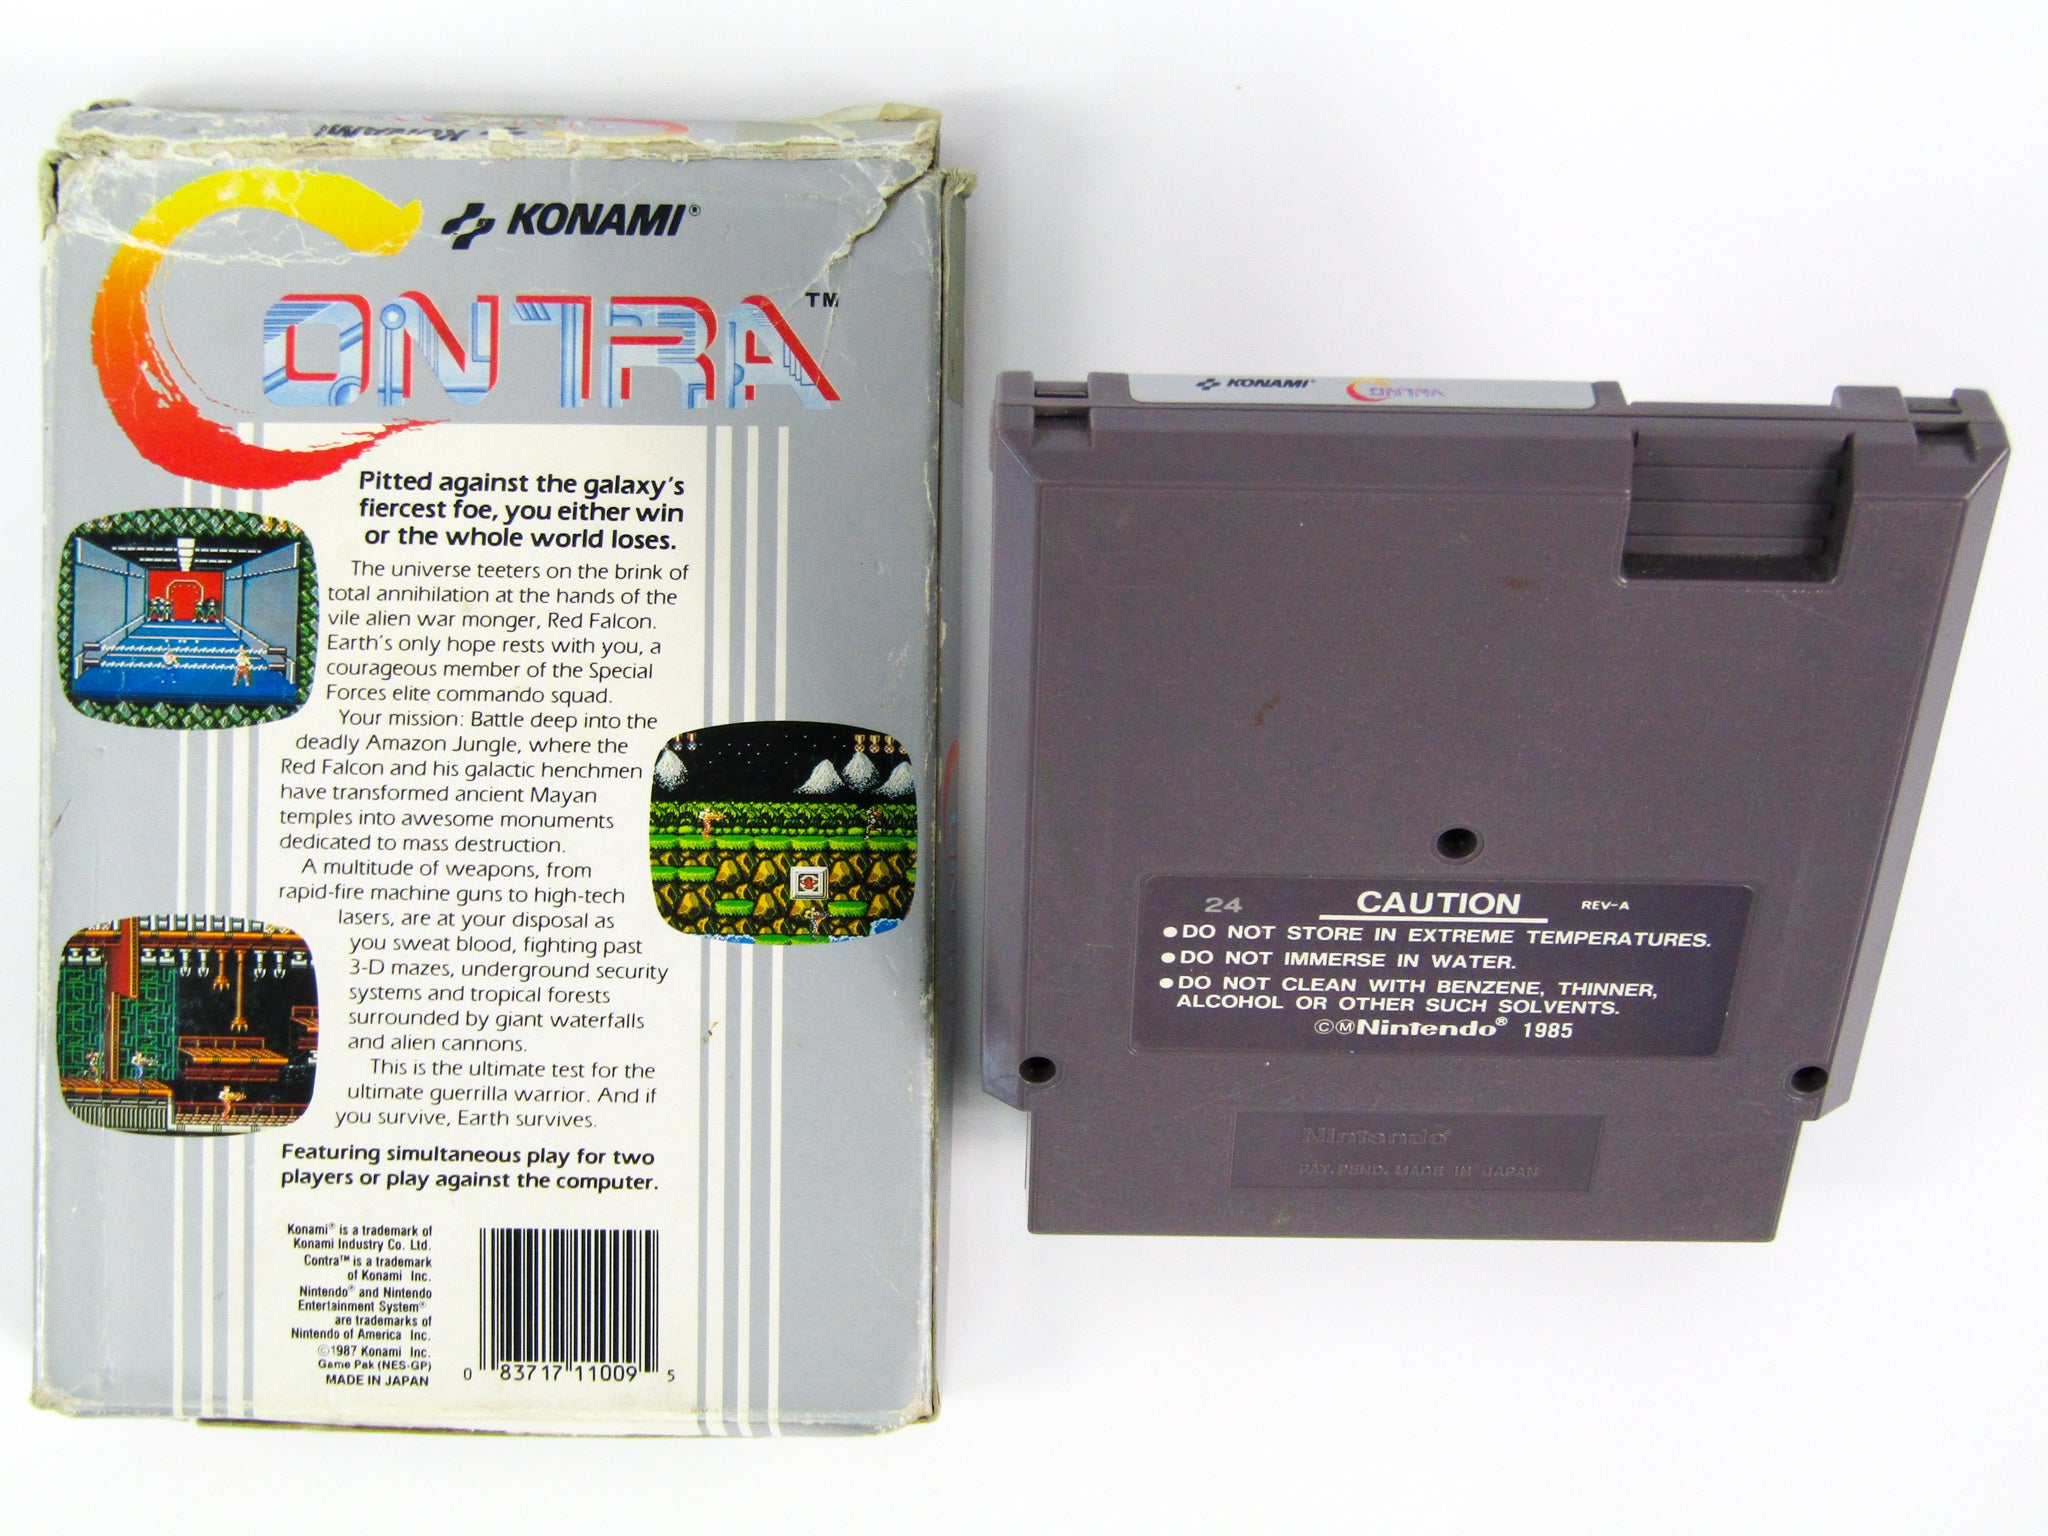 KONAMI
KONAMI®
CONTRA™
Pitted against the galaxy's
fiercest foe, you either win
or the whole world loses.
The universe teeters on the brink of
total annihilation at the hands of the
vile alien war monger, Red Falcon.
Earth's only hope rests with you, a
courageous member of the Special
Forces elite commando squad.
Your mission: Battle deep into the
deadly Amazon Jungle, where the
Red Falcon and his galactic henchmen
have transformed ancient Mayan
temples into awesome monuments
dedicated to mass destruction.
A multitude of weapons, from
rapid-fire machine guns to high-tech
lasers, are at your disposal as
you sweat blood, fighting past
3-D mazes, underground security
systems and tropical forests
surrounded by giant waterfalls
and alien cannons.
This is the ultimate test for the
ultimate guerrilla warrior. And if
you survive, Earth survives.
Featuring simultaneous play for two
players or play against the computer.
Konami® is a trademark of
Konami Industry Co. Ltd.
Contra™ is a trademark
of Konami Inc.
Nintendo® and Nintendo
Entertainment System®
are trademarks of
Nintendo of America Inc.
©1987 Konami Inc.
Game Pak (NES-GP)
MADE IN JAPAN
0 83717 11009 5
KONAMI® CONTRA
24 CAUTION REV-A
●DO NOT STORE IN EXTREME TEMPERATURES.
●DO NOT IMMERSE IN WATER.
●DO NOT CLEAN WITH BENZENE, THINNER,
ALCOHOL OR OTHER SUCH SOLVENTS.
©ⓂNintendo® 1985
Nintendo®
PAT. PEND. MADE IN JAPAN